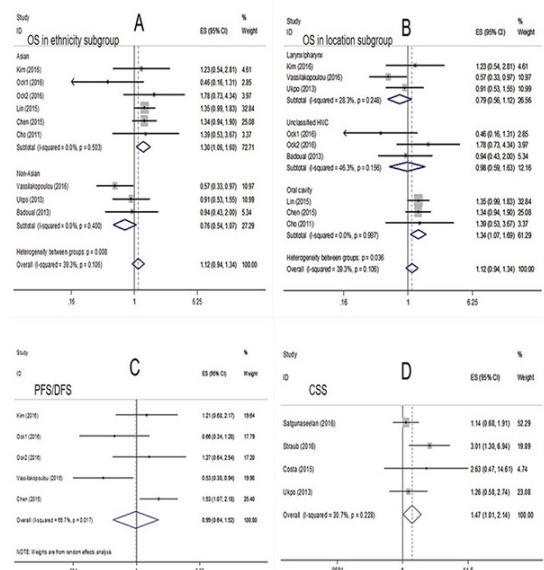 Study
%
ID
ES (95% CI)
Weight
A
OS in ethnicity subgroup
Asian
Kim (2016) 1.23 (0.54, 2.81) 4.61
Ock1 (2016) 0.46 (0.16, 1.31) 2.85
Ock2 (2016) 1.78 (0.73, 4.34) 3.97
Lin (2015) 1.35 (0.99, 1.83) 32.84
Chen (2015) 1.34 (0.94, 1.90) 25.08
Cho (2011) 1.39 (0.53, 3.67) 3.37
Subtotal (I-squared = 0.0%, p = 0.503) 1.30 (1.06, 1.60) 72.71
Non-Asian
Vassilakopoulou (2016) 0.57 (0.33, 0.97) 10.97
Ukpo (2013) 0.91 (0.53, 1.55) 10.99
Badoual (2013) 0.94 (0.43, 2.00) 5.34
Subtotal (I-squared = 0.0%, p = 0.400) 0.76 (0.54, 1.07) 27.29
Heterogeneity between groups: p = 0.008
Overall (I-squared = 39.3%, p = 0.106) 1.12 (0.94, 1.34) 100.00
.16 1 6.25
Study
%
ID
ES (95% CI)
Weight
B
OS in location subgroup
Larynx/pharynx
Kim (2016) 1.23 (0.54, 2.81) 4.61
Vassilakopoulou (2016) 0.57 (0.33, 0.97) 10.97
Ukpo (2013) 0.91 (0.53, 1.55) 10.99
Subtotal (I-squared = 28.3%, p = 0.248) 0.79 (0.56, 1.12) 26.56
Unclassified HNC
Ock1 (2016) 0.46 (0.16, 1.31) 2.85
Ock2 (2016) 1.78 (0.73, 4.34) 3.97
Badoual (2013) 0.94 (0.43, 2.00) 5.34
Subtotal (I-squared = 46.3%, p = 0.156) 0.98 (0.59, 1.63) 12.16
Oral cavity
Lin (2015) 1.35 (0.99, 1.83) 32.84
Chen (2015) 1.34 (0.94, 1.90) 25.08
Cho (2011) 1.39 (0.53, 3.67) 3.37
Subtotal (I-squared = 0.0%, p = 0.997) 1.34 (1.07, 1.69) 61.29
Heterogeneity between groups: p = 0.036
Overall (I-squared = 39.3%, p = 0.106) 1.12 (0.94, 1.34) 100.00
.16 1 6.25
Study
%
ID
ES (95% CI)
Weight
C
PFS/DFS
Kim (2016) 1.21 (0.68, 2.17) 19.64
Ock1 (2016) 0.66 (0.34, 1.28) 17.79
Ock2 (2016) 1.27 (0.64, 2.54) 17.20
Vassilakopoulou (2016) 0.53 (0.30, 0.94) 19.98
Chen (2015) 1.53 (1.07, 2.18) 25.40
Overall (I-squared = 66.7%, p = 0.017) 0.99 (0.64, 1.52) 100.00
NOTE: Weights are from random effects analysis
Study
%
ID
ES (95% CI)
Weight
D
CSS
Satgunaseelan (2016) 1.14 (0.68, 1.91) 52.29
Straub (2016) 3.01 (1.30, 6.94) 19.89
Costa (2015) 2.63 (0.47, 14.61) 4.74
Ukpo (2013) 1.26 (0.58, 2.74) 23.08
Overall (I-squared = 30.7%, p = 0.228) 1.47 (1.01, 2.14) 100.00